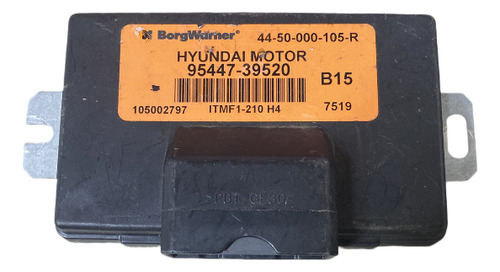 BorgWarner 44-50-000-105-R
HYUNDAI MOTOR
95447-39520
B15
105002797 ITMF1-210 H4 7519